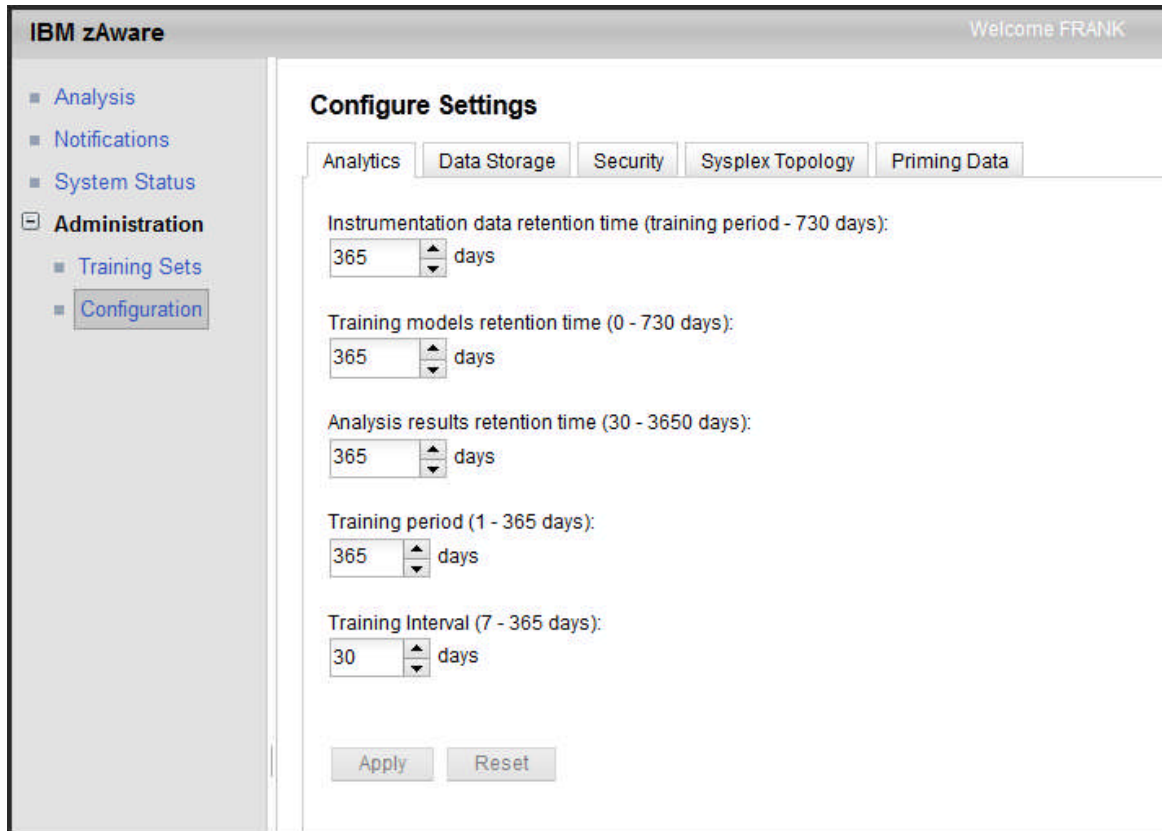 IBM zAware
Welcome FRANK
Analysis
Notifications
System Status
Administration
Training Sets
Configuration
Configure Settings
Analytics
Data Storage
Security
Sysplex Topology
Priming Data
Instrumentation data retention time (training period - 730 days):
365 days
Training models retention time (0 - 730 days):
365 days
Analysis results retention time (30 - 3650 days):
365 days
Training period (1 - 365 days):
365 days
Training Interval (7 - 365 days):
30 days
Apply
Reset